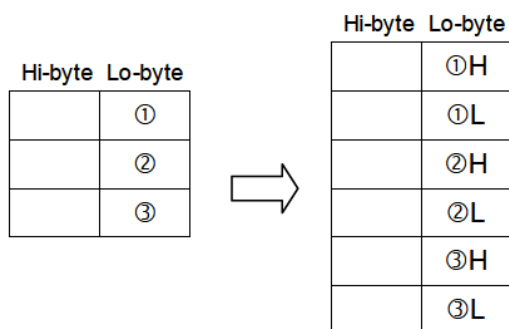 Hi-byte Lo-byte
①
②
③
Hi-byte Lo-byte
①H
①L
②H
②L
③H
③L